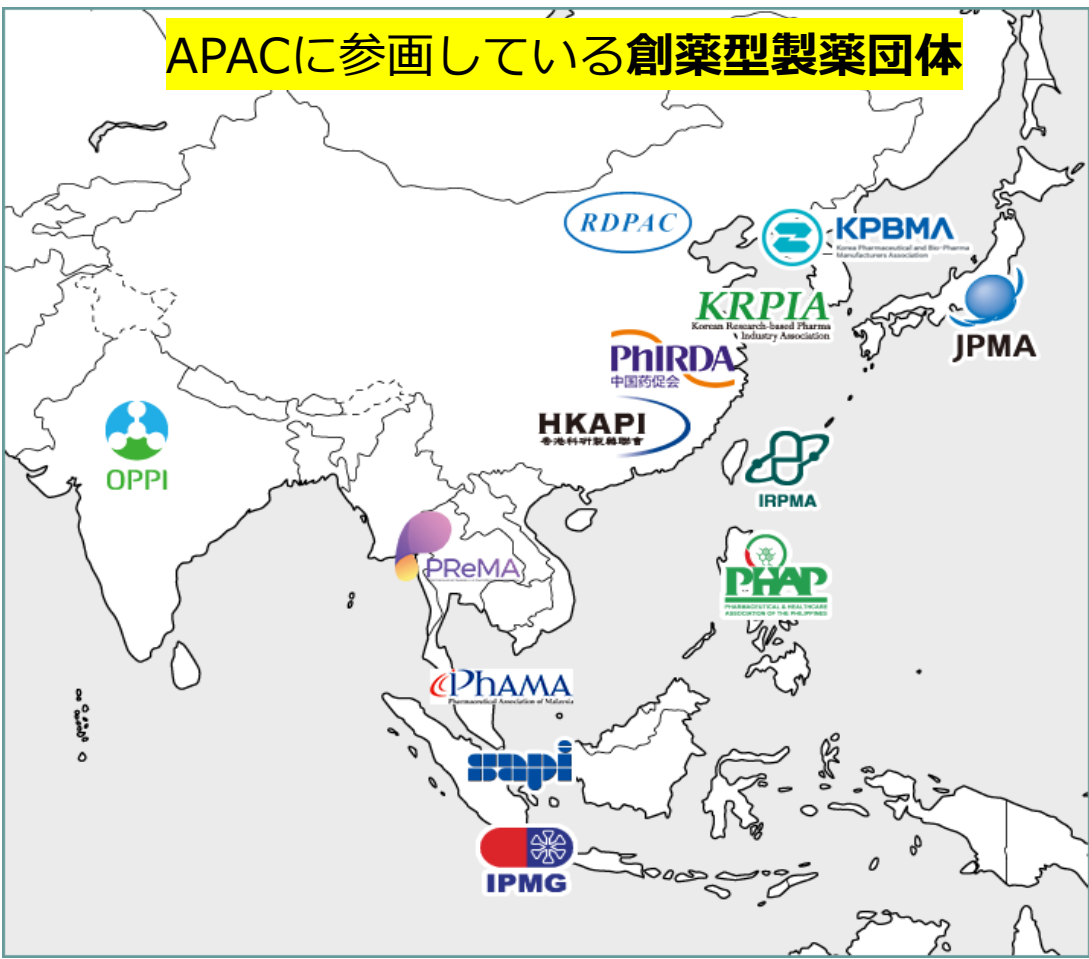 APACに参画している創薬型製薬団体
RDPAC
KPBMA
Korea Pharmaceutical and Bio-Pharma
Manufacturers Association
KRPIA
Korean Research-based Pharma
Industry Association
JPMA
PhIRDA
中国药促会
HKAPI
香港科研製藥聯會
OPPI
IRPMA
PReMA
PHAP
PHARMACEUTICAL & HEALTHCARE
ASSOCIATION OF THE PHILIPPINES
PhAMA
Pharmaceutical Association of Malaysia
sapi
IPMG